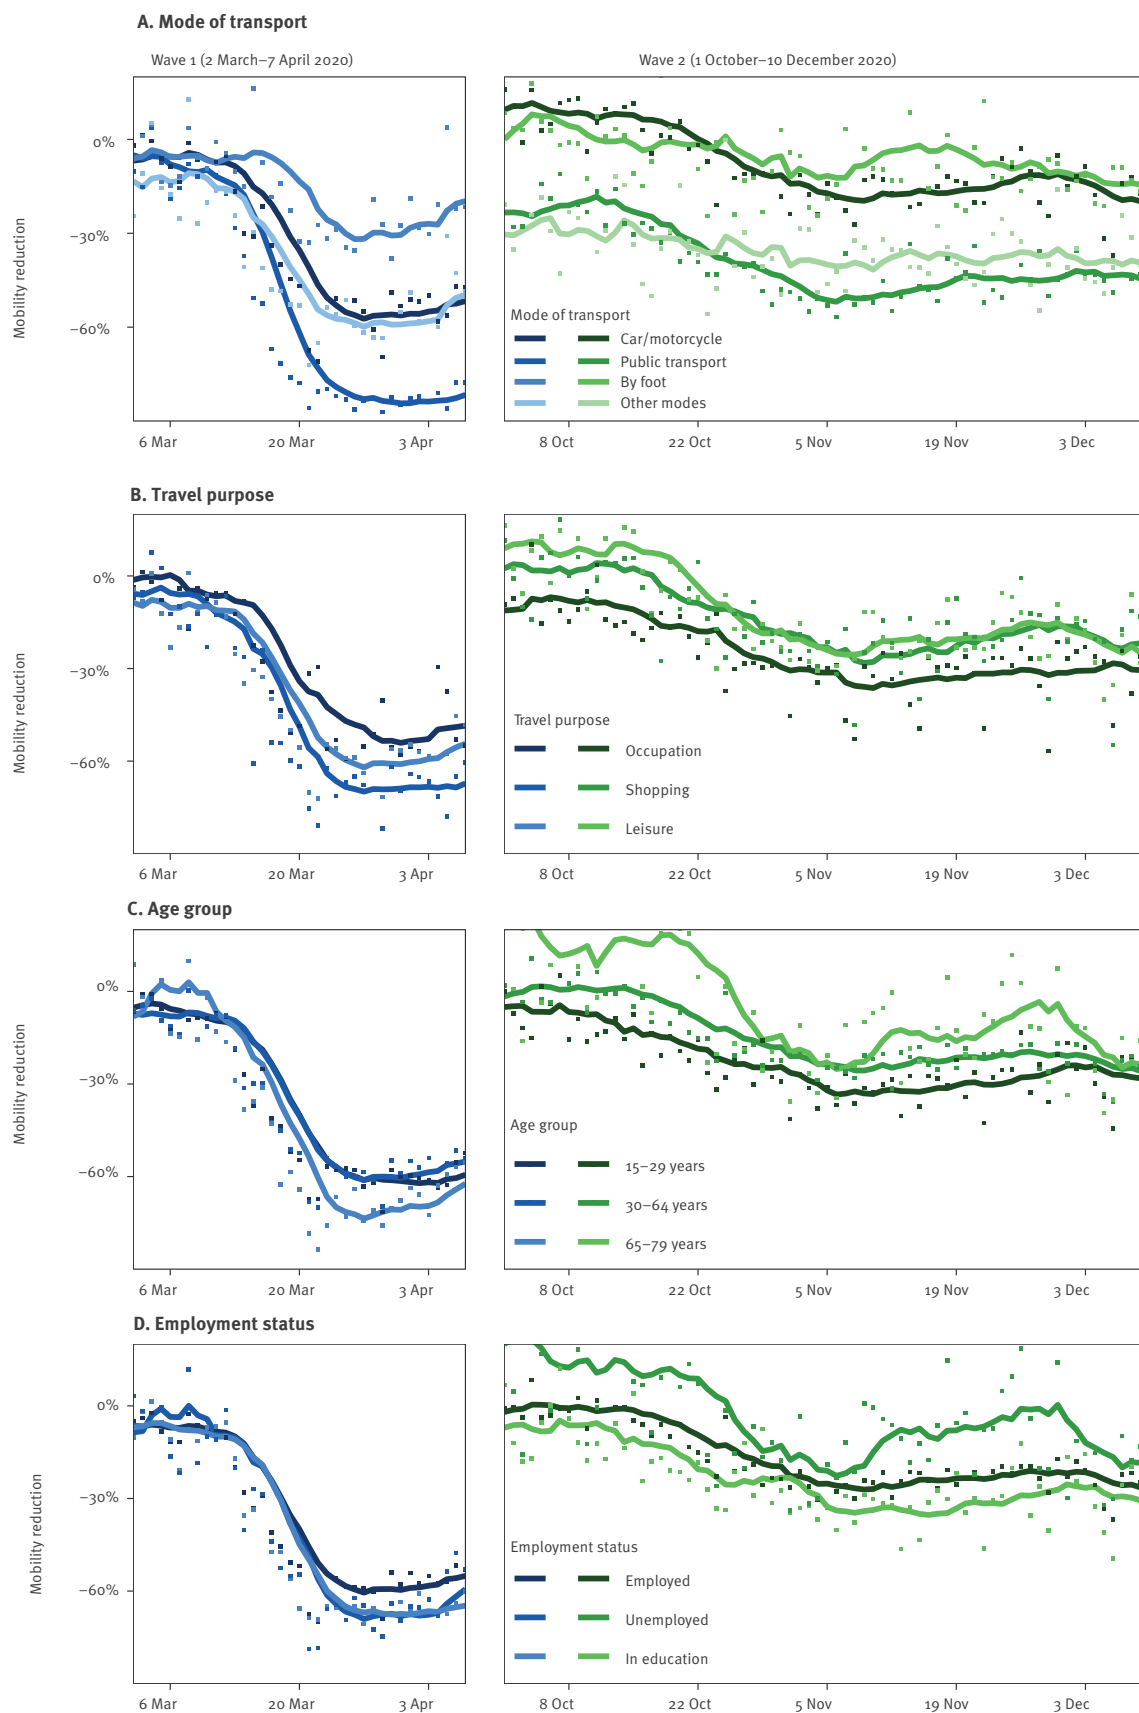 A. Mode of transport
Wave 1 (2 March–7 April 2020)
Wave 2 (1 October–10 December 2020)
Mobility reduction
0%
−30%
−60%
Mode of transport
Car/motorcycle
Public transport
By foot
Other modes
6 Mar
20 Mar
3 Apr
8 Oct
22 Oct
5 Nov
19 Nov
3 Dec
B. Travel purpose
Mobility reduction
0%
−30%
−60%
Travel purpose
Occupation
Shopping
Leisure
6 Mar
20 Mar
3 Apr
8 Oct
22 Oct
5 Nov
19 Nov
3 Dec
C. Age group
Mobility reduction
0%
−30%
−60%
Age group
15–29 years
30–64 years
65–79 years
6 Mar
20 Mar
3 Apr
8 Oct
22 Oct
5 Nov
19 Nov
3 Dec
D. Employment status
Mobility reduction
0%
−30%
−60%
Employment status
Employed
Unemployed
In education
6 Mar
20 Mar
3 Apr
8 Oct
22 Oct
5 Nov
19 Nov
3 Dec